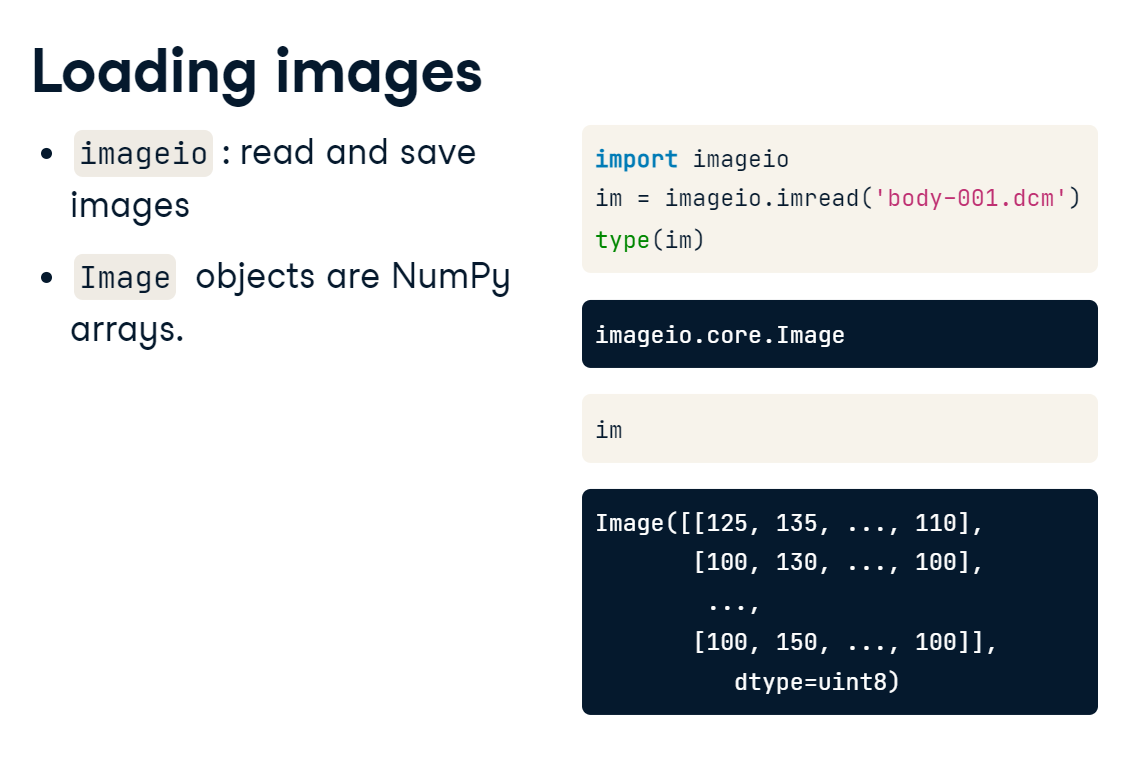 Loading images
• imageio : read and save
images
• Image objects are NumPy
arrays.
import imageio
im = imageio.imread('body-001.dcm')
type(im)
imageio.core.Image
im
Image([[125, 135, ..., 110],
       [100, 130, ..., 100],
        ...,
       [100, 150, ..., 100]],
          dtype=uint8)